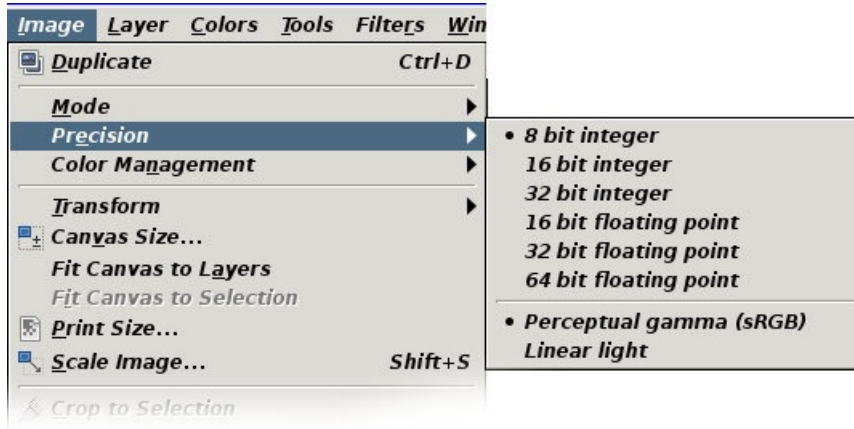 Image Layer Colors Tools Filters Win
Duplicate Ctrl+D
Mode
Precision
Color Management
Transform
Canvas Size...
Fit Canvas to Layers
Fit Canvas to Selection
Print Size...
Scale Image... Shift+S
Crop to Selection
• 8 bit integer
16 bit integer
32 bit integer
16 bit floating point
32 bit floating point
64 bit floating point
• Perceptual gamma (sRGB)
Linear light